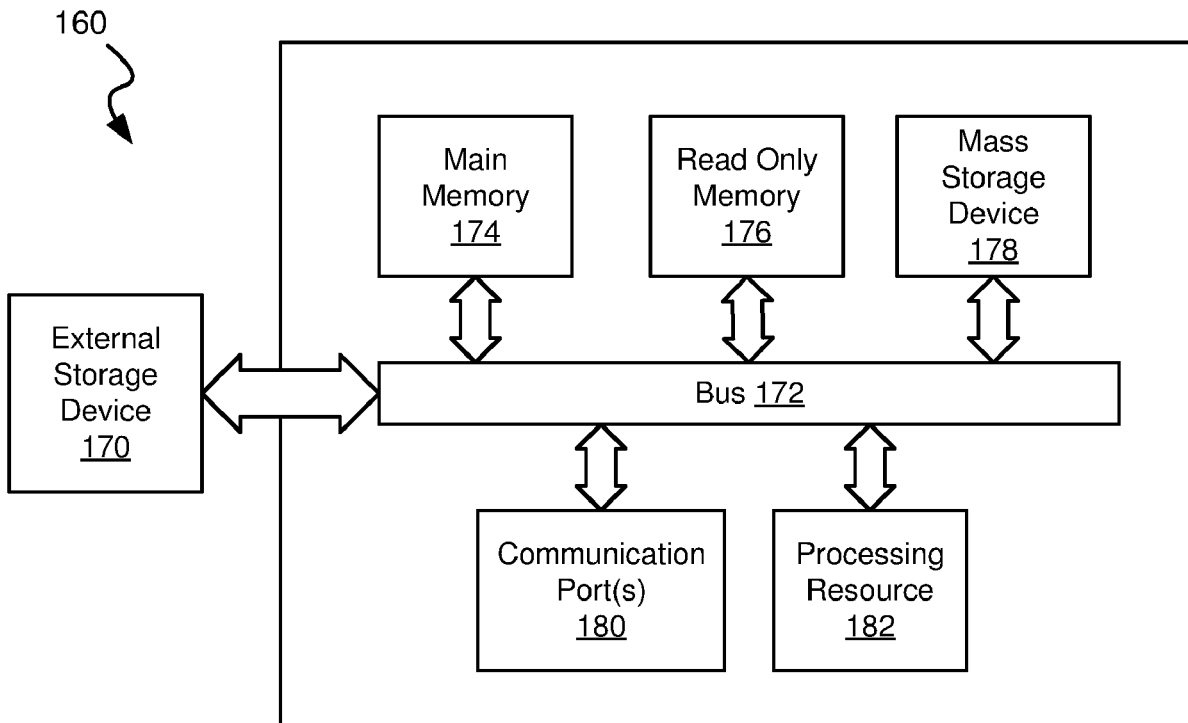 160
Main
Memory
174
Read Only
Memory
176
Mass
Storage
Device
178
External
Storage
Device
170
Bus 172
Communication
Port(s)
180
Processing
Resource
182